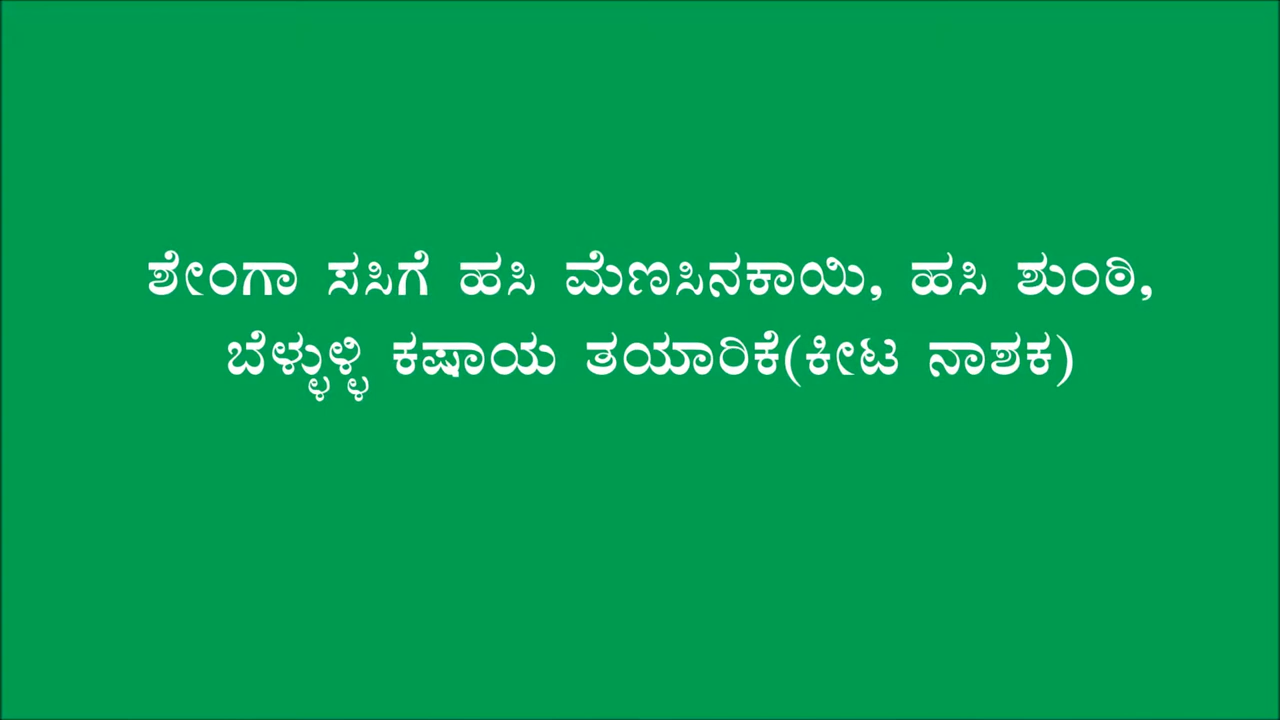 ಶೇಂಗಾ ಸಸಿಗೆ ಹಸಿ ಮೆಣಸಿನಕಾಯಿ, ಹಸಿ ಶುಂಠಿ,
ಬೆಳ್ಳುಳ್ಳಿ ಕಷಾಯ ತಯಾರಿಕೆ(ಕೀಟ ನಾಶಕ)